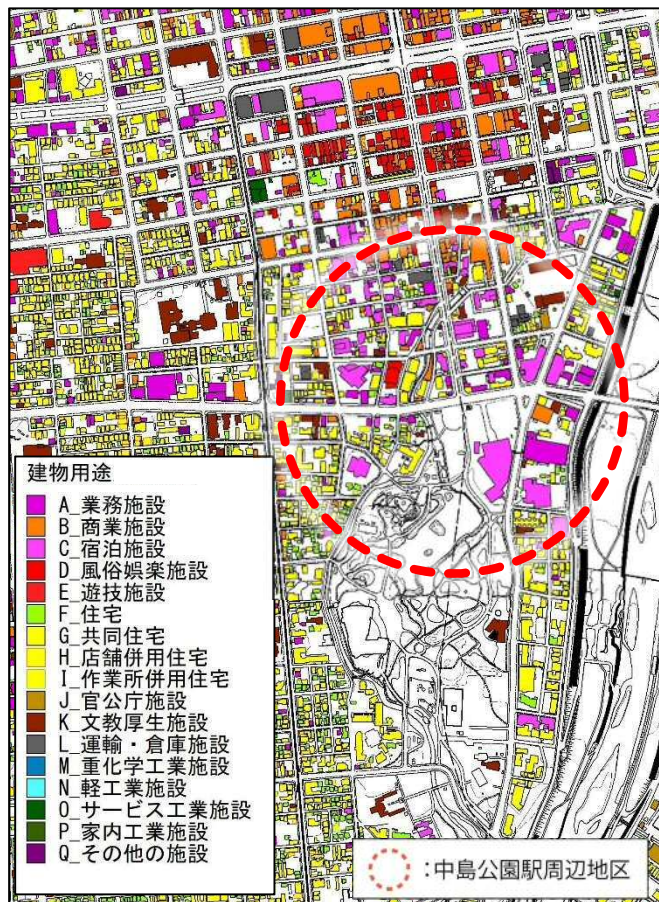 建物用途
A_業務施設
B_商業施設
C_宿泊施設
D_風俗娯楽施設
E_遊技施設
F_住宅
G_共同住宅
H_店舗併用住宅
I_作業所併用住宅
J_官公庁施設
K_文教厚生施設
L_運輸・倉庫施設
M_重化学工業施設
N_軽工業施設
O_サービス工業施設
P_家内工業施設
Q_その他の施設
:中島公園駅周辺地区